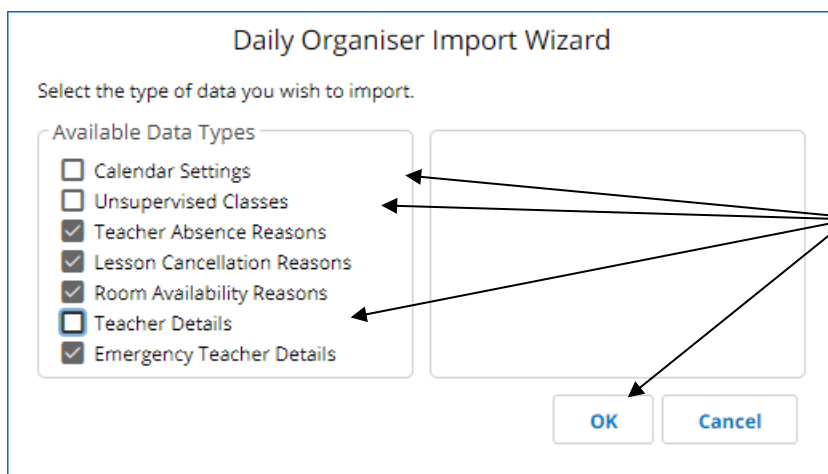 Daily Organiser Import Wizard
Select the type of data you wish to import.
Available Data Types
Calendar Settings
Unsupervised Classes
Teacher Absence Reasons
Lesson Cancellation Reasons
Room Availability Reasons
Teacher Details
Emergency Teacher Details
OK Cancel